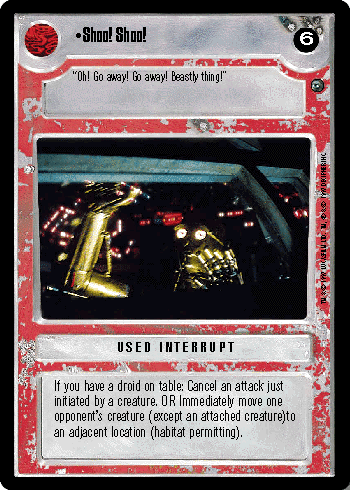 •Shoo! Shoo!
6
"Oh! Go away! Go away! Beastly thing!"
USED INTERRUPT
If you have a droid on table: Cancel an attack just
initiated by a creature. OR Immediately move one
opponent's creature (except an attached creature)to
an adjacent location (habitat permitting).